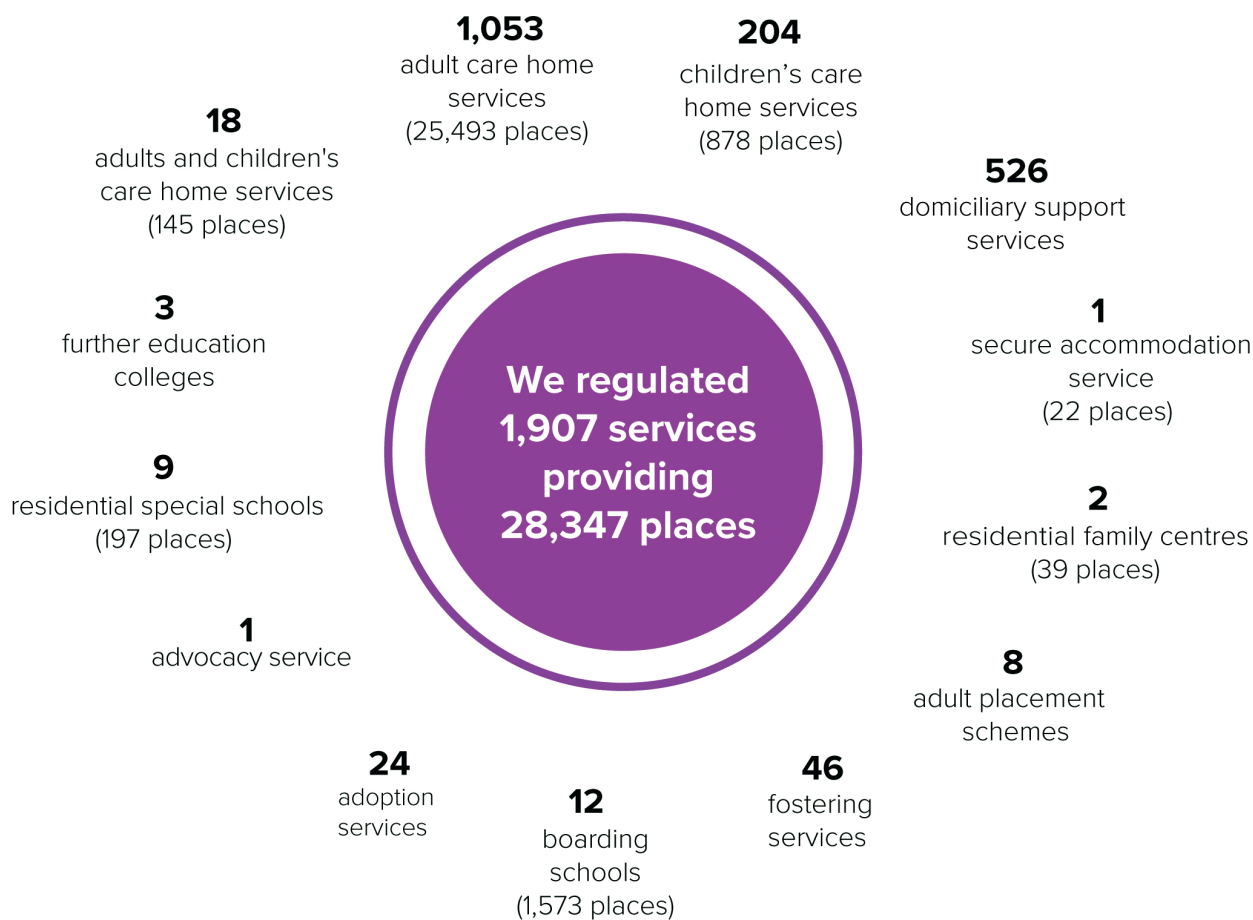 1,053
adult care home
services
(25,493 places)
204
children’s care
home services
(878 places)
18
adults and children's
care home services
(145 places)
526
domiciliary support
services
3
further education
colleges
1
secure accommodation
service
(22 places)
We regulated
1,907 services
providing
28,347 places
9
residential special schools
(197 places)
2
residential family centres
(39 places)
1
advocacy service
8
adult placement
schemes
24
adoption
services
12
boarding
schools
(1,573 places)
46
fostering
services